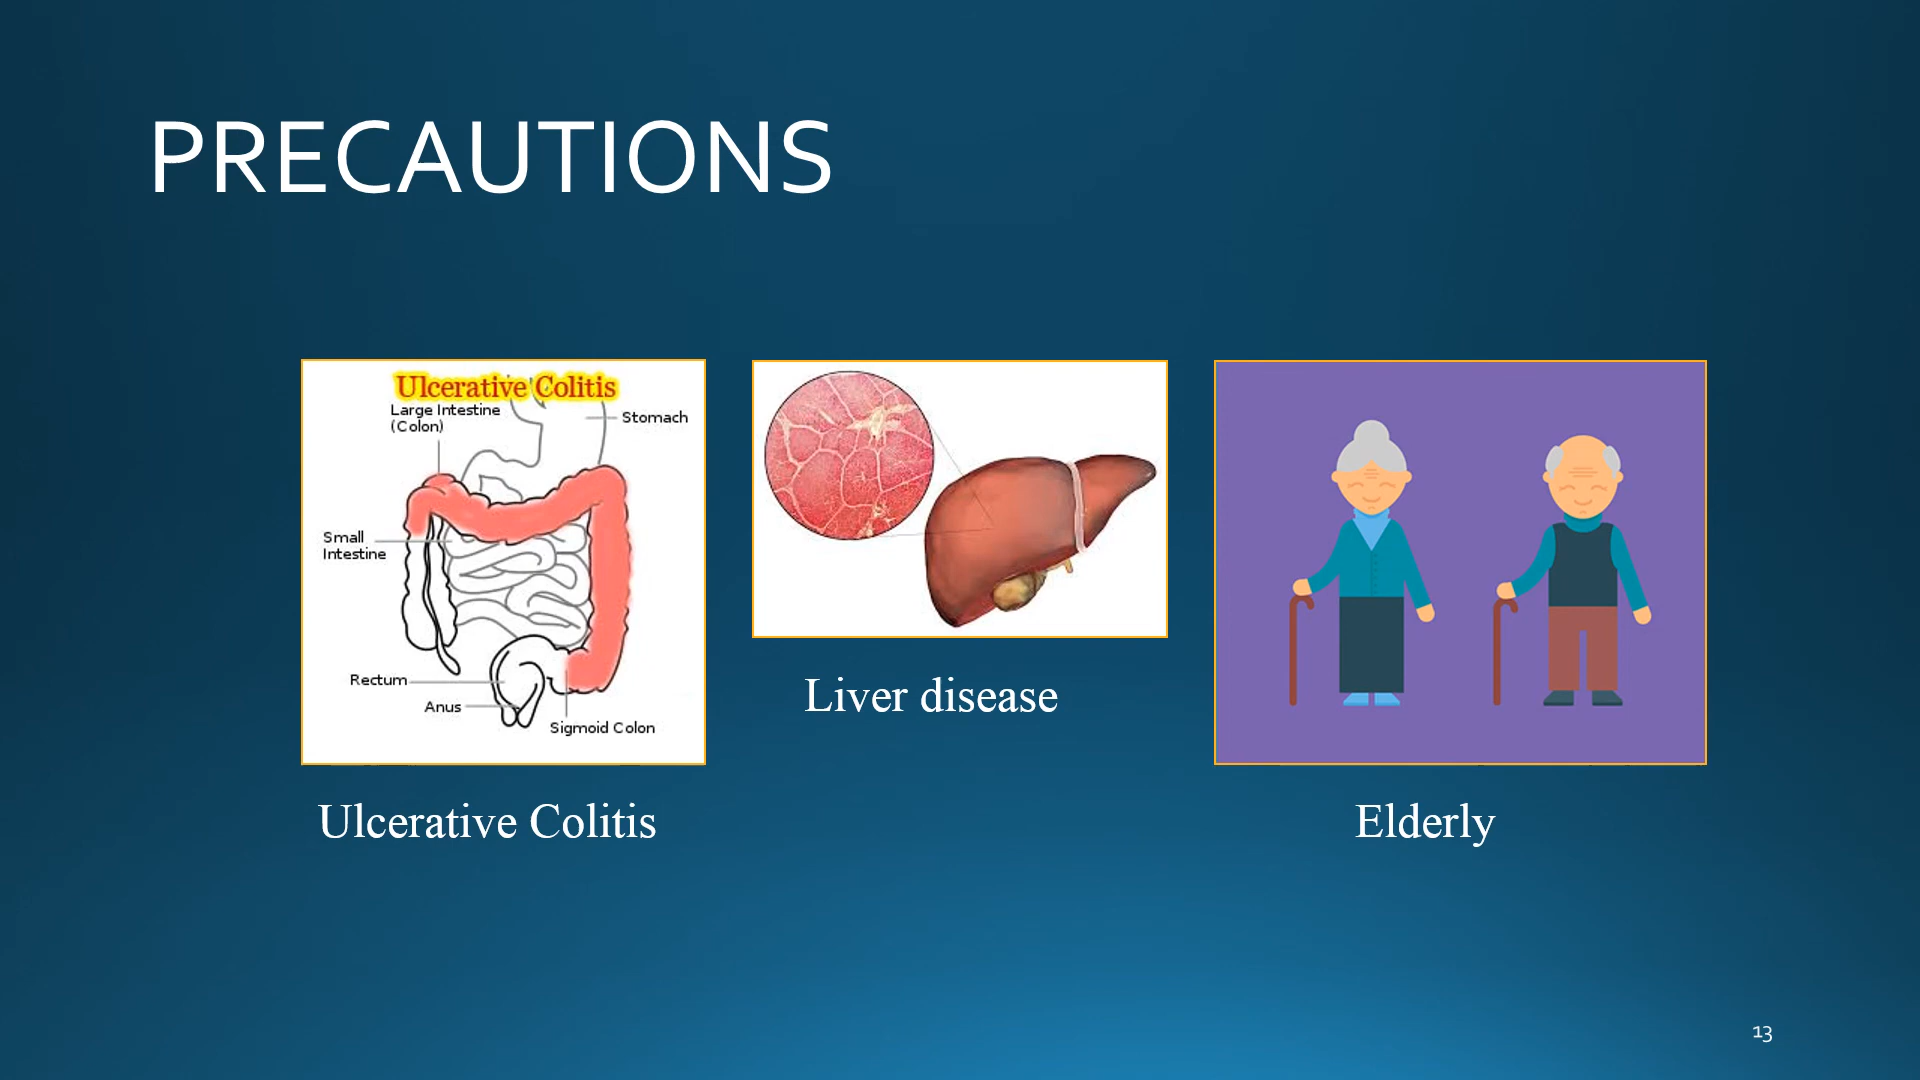 PRECAUTIONS
Ulcerative Colitis
Large Intestine
(Colon)
Stomach
Small
Intestine
Rectum
Anus
Sigmoid Colon
Ulcerative Colitis
Liver disease
Elderly
13